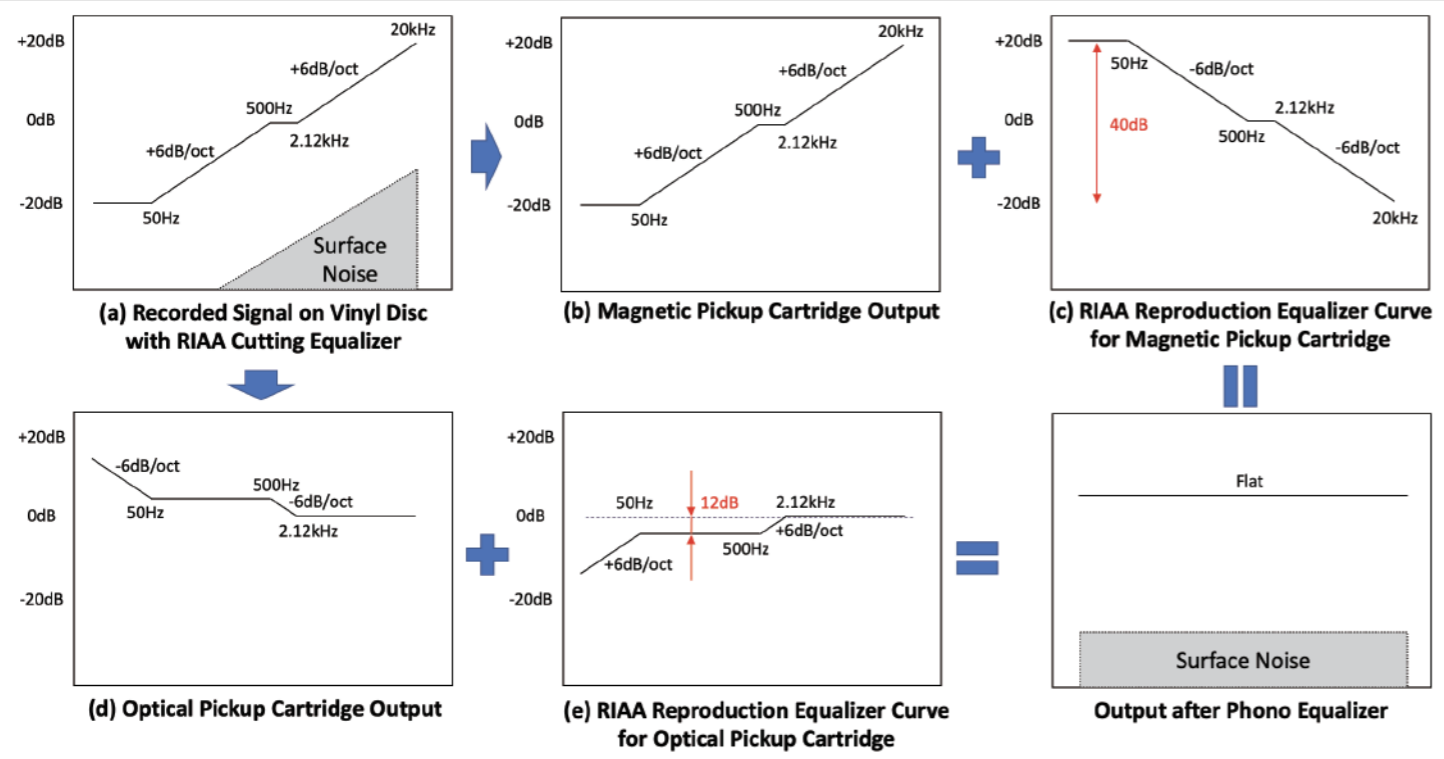 +20dB
0dB
-20dB
20kHz
+6dB/oct
500Hz
2.12kHz
+6dB/oct
50Hz
Surface
Noise
(a) Recorded Signal on Vinyl Disc
with RIAA Cutting Equalizer
+20dB
0dB
-20dB
20kHz
+6dB/oct
500Hz
2.12kHz
+6dB/oct
50Hz
(b) Magnetic Pickup Cartridge Output
+20dB
0dB
-20dB
50Hz
-6dB/oct
40dB
2.12kHz
500Hz
-6dB/oct
20kHz
(c) RIAA Reproduction Equalizer Curve
for Magnetic Pickup Cartridge
+20dB
0dB
-20dB
-6dB/oct
50Hz
500Hz
-6dB/oct
2.12kHz
(d) Optical Pickup Cartridge Output
+20dB
0dB
-20dB
50Hz
12dB
2.12kHz
+6dB/oct
500Hz
+6dB/oct
(e) RIAA Reproduction Equalizer Curve
for Optical Pickup Cartridge
Flat
Surface Noise
Output after Phono Equalizer